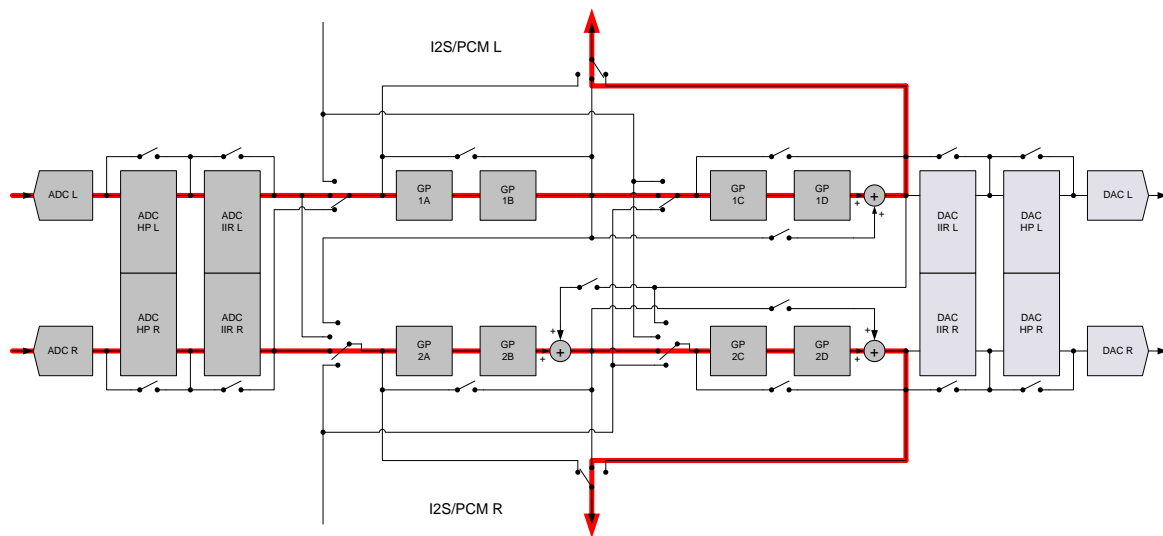 I2S/PCM L
ADC L
ADC
HP L
ADC
IIR L
GP
1A
GP
1B
GP
1C
GP
1D
+
+
+
DAC
IIR L
DAC
HP L
DAC L
ADC R
ADC
HP R
ADC
IIR R
GP
2A
GP
2B
+
+
+
GP
2C
GP
2D
+
+
+
DAC
IIR R
DAC
HP R
DAC R
I2S/PCM R